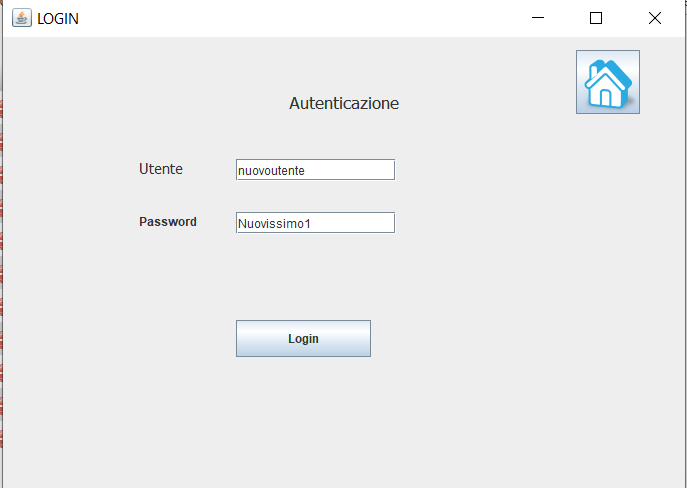 LOGIN
Autenticazione
Utente
nuovoutente
Password
Nuovissimo1
Login